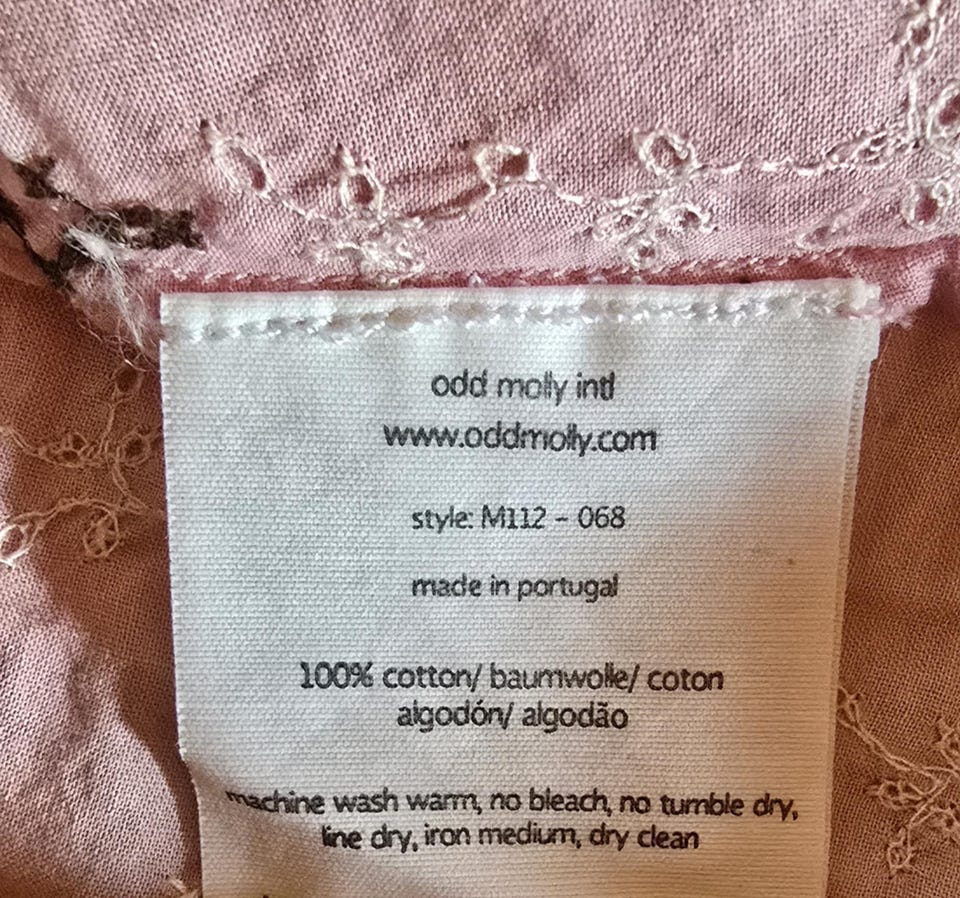 odd molly intl
www.oddmolly.com
style: M112 - 068
made in portugal
100% cotton/ baumwolle/ coton
algodón/ algodão
machine wash warm, no bleach, no tumble dry,
line dry, iron medium, dry clean